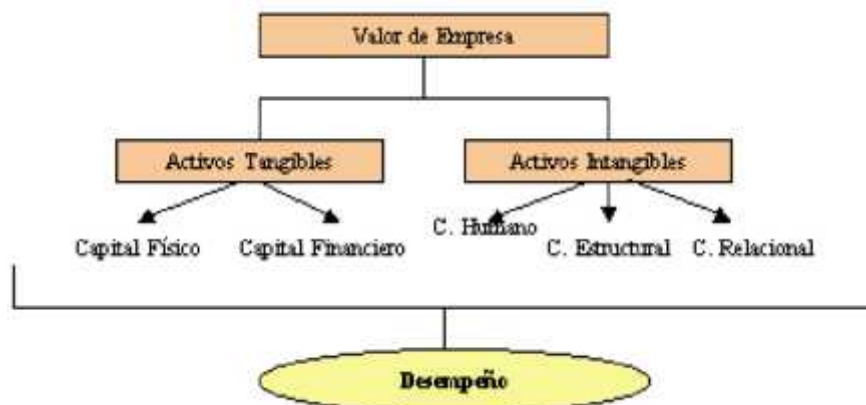 Valor de Empresa
Activos Tangibles
Activos Intangibles
Capital Físico
Capital Financiero
C. Humano
C. Estructural
C. Relacional
Desempeño